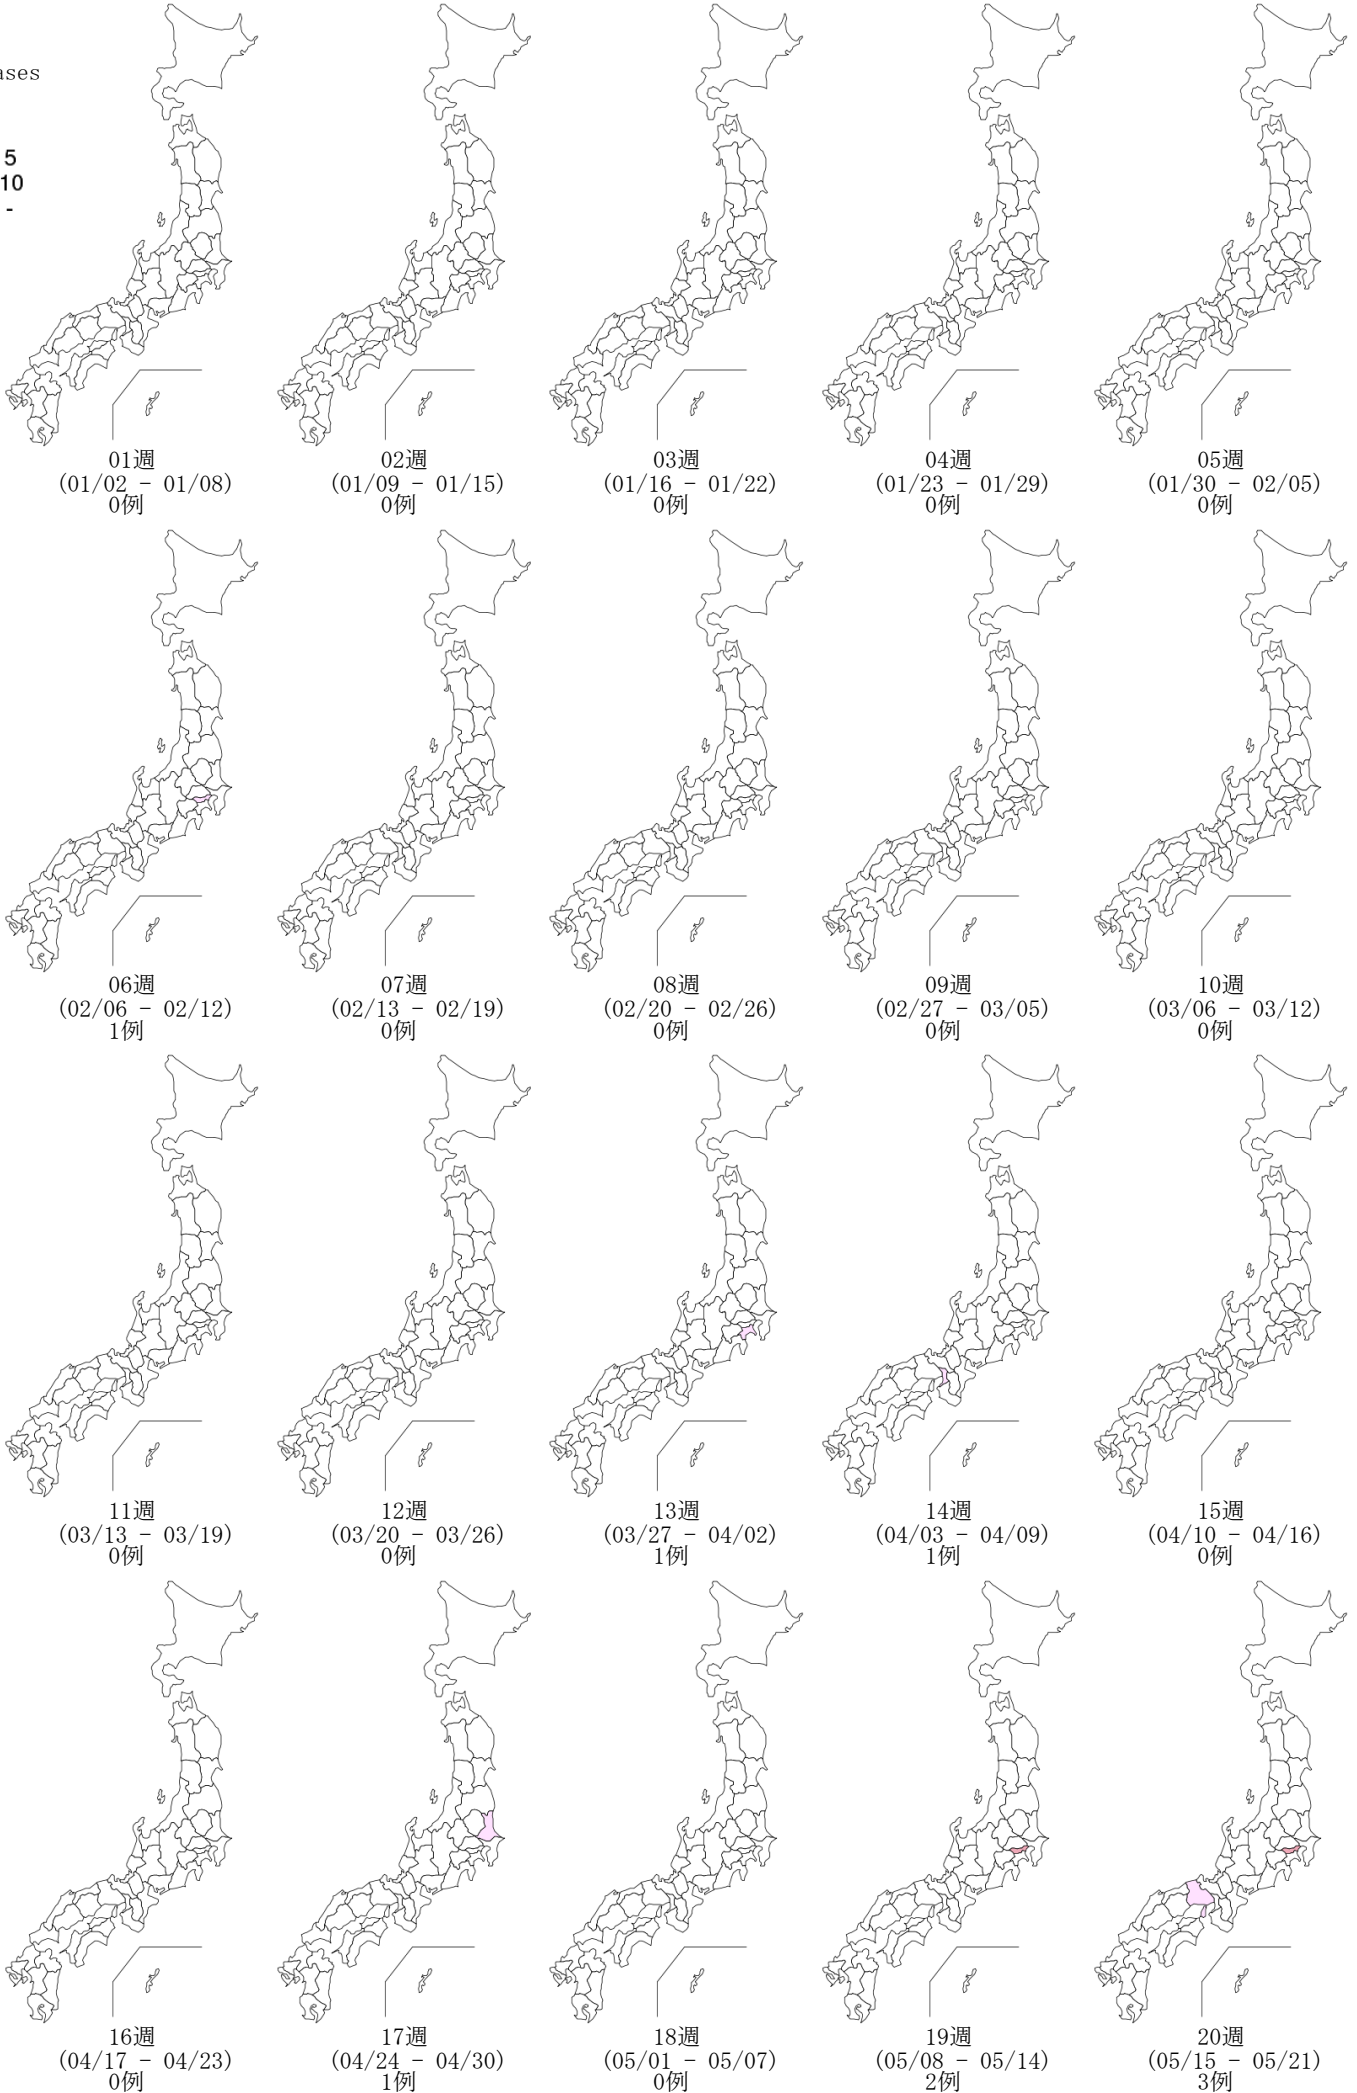 ases
5
10
-
01週
(01/02 - 01/08)
0例
02週
(01/09 - 01/15)
0例
03週
(01/16 - 01/22)
0例
04週
(01/23 - 01/29)
0例
05週
(01/30 - 02/05)
0例
06週
(02/06 - 02/12)
1例
07週
(02/13 - 02/19)
0例
08週
(02/20 - 02/26)
0例
09週
(02/27 - 03/05)
0例
10週
(03/06 - 03/12)
0例
11週
(03/13 - 03/19)
0例
12週
(03/20 - 03/26)
0例
13週
(03/27 - 04/02)
1例
14週
(04/03 - 04/09)
1例
15週
(04/10 - 04/16)
0例
16週
(04/17 - 04/23)
0例
17週
(04/24 - 04/30)
1例
18週
(05/01 - 05/07)
0例
19週
(05/08 - 05/14)
2例
20週
(05/15 - 05/21)
3例